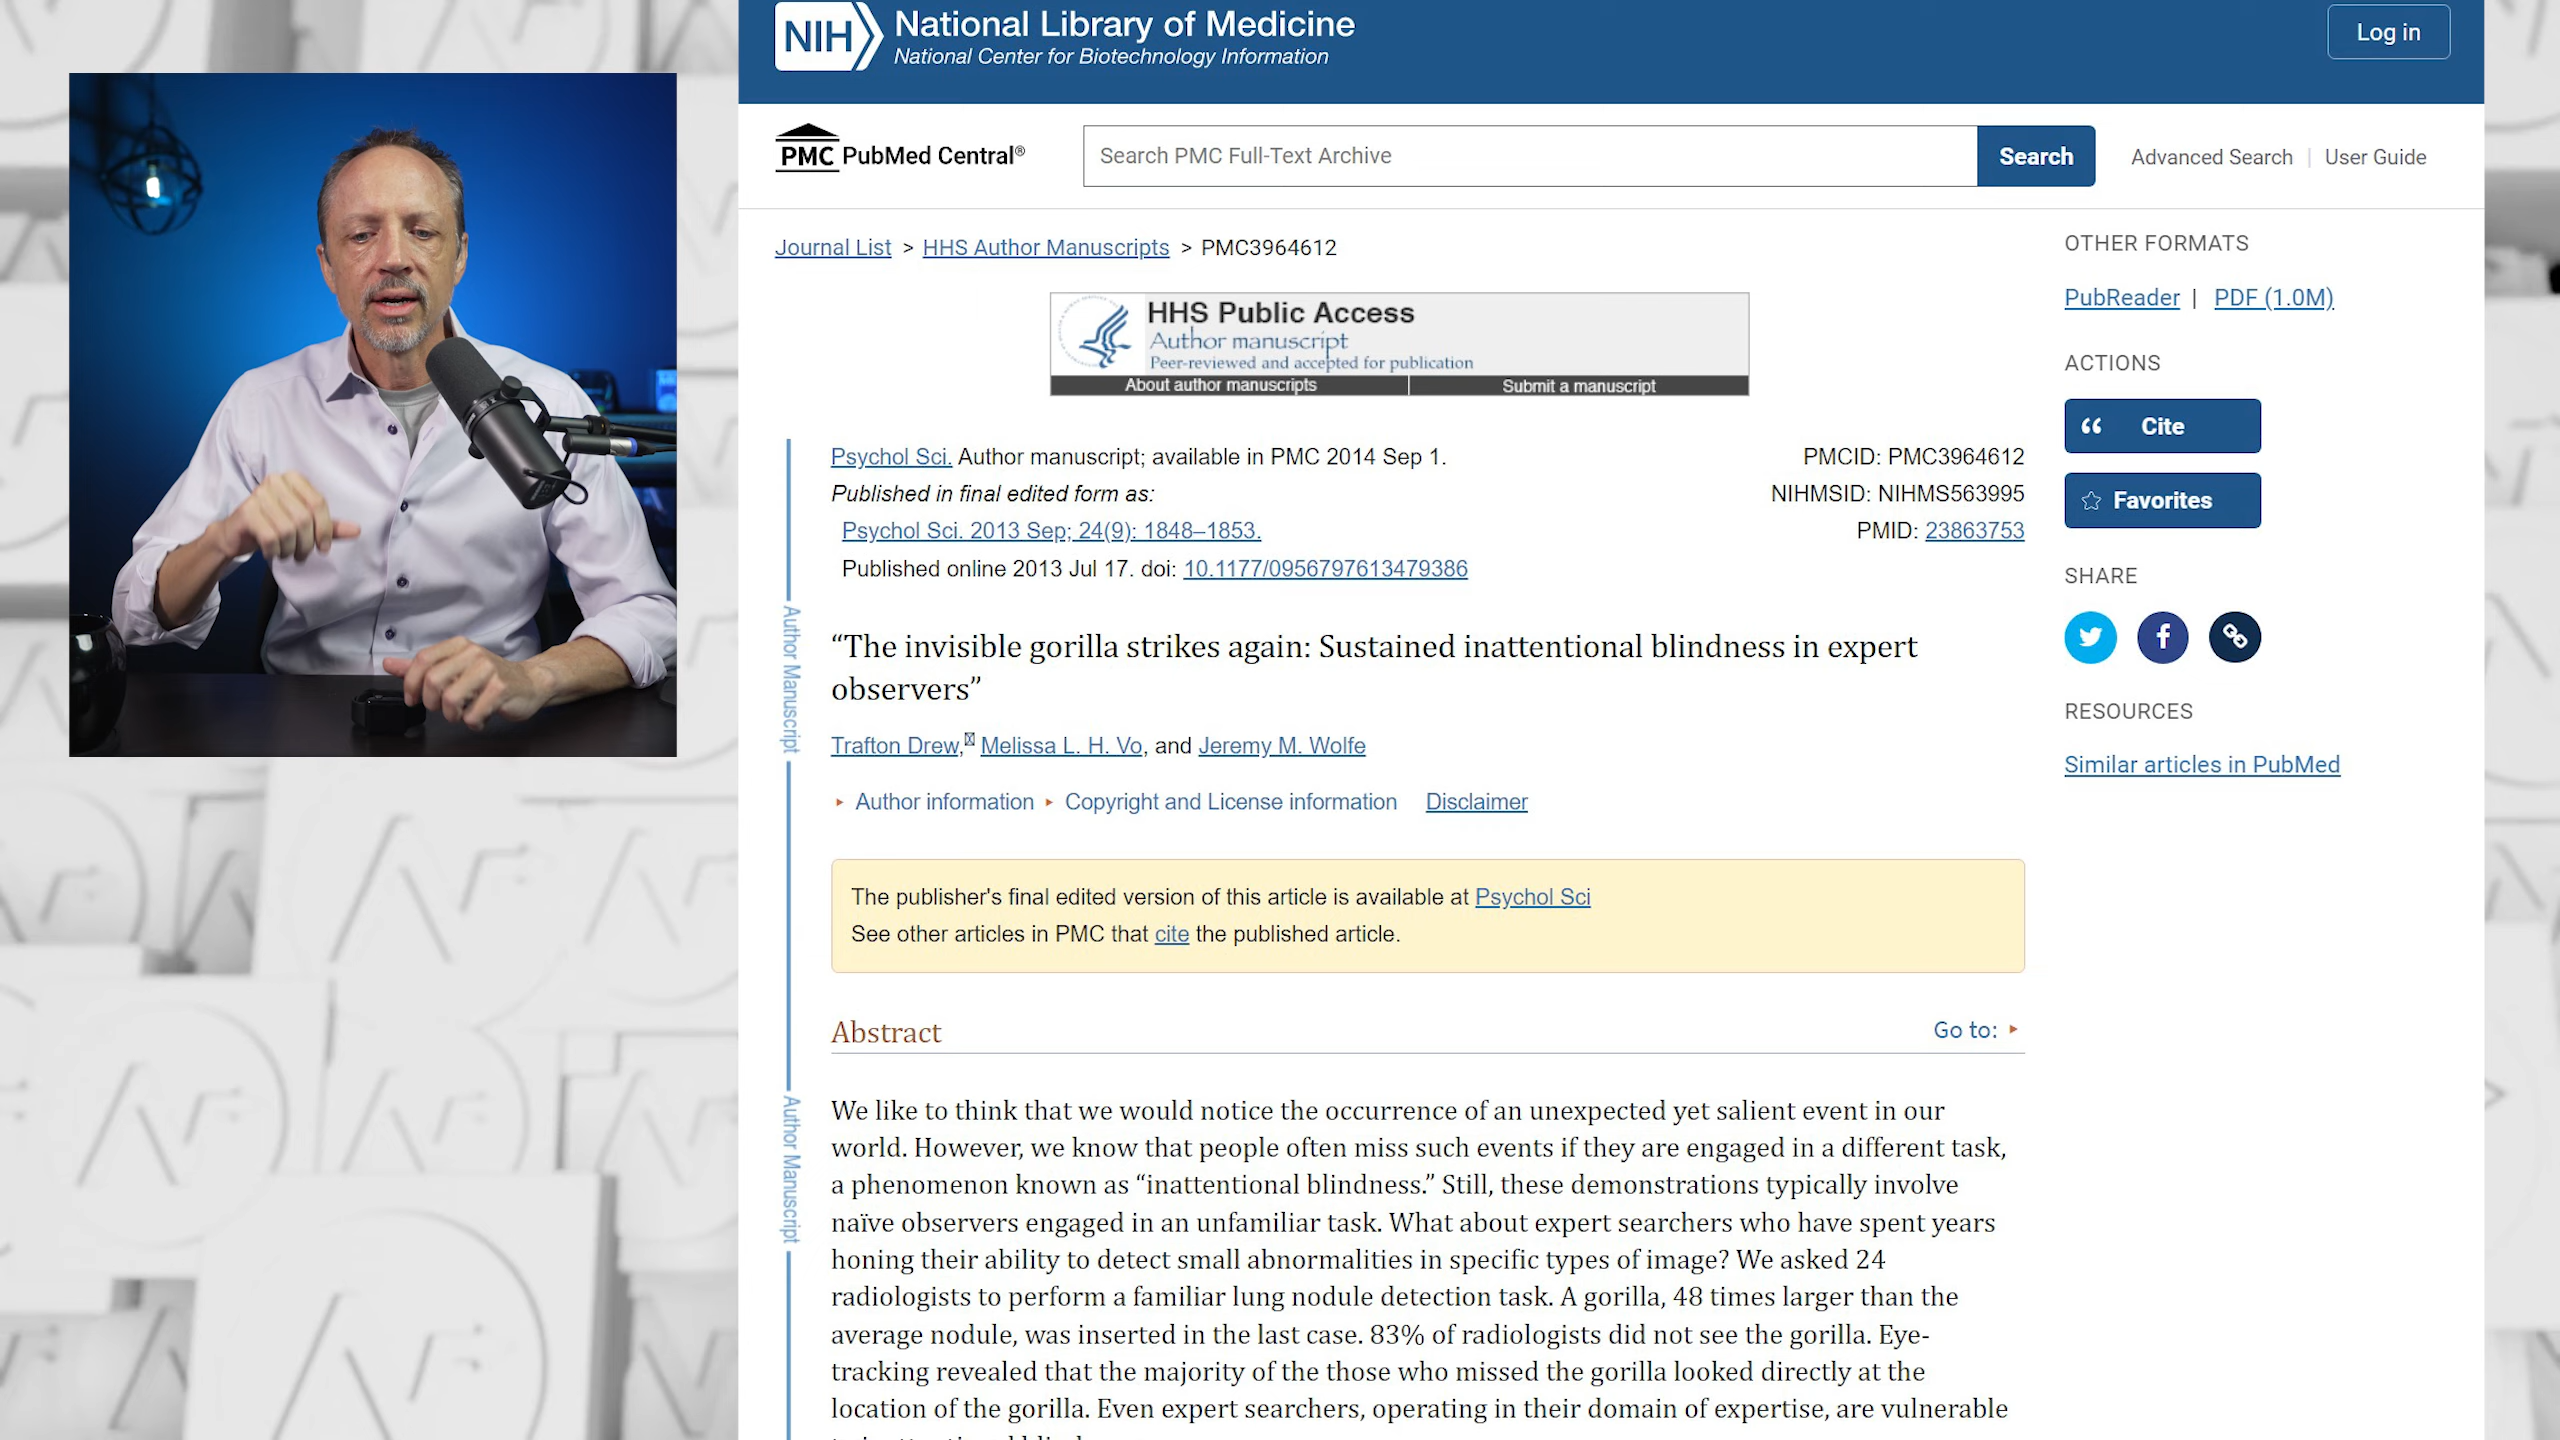 NIH National Library of Medicine
National Center for Biotechnology Information
Log in
PMC PubMed Central®
Search PMC Full-Text Archive
Search
Advanced Search | User Guide
Journal List > HHS Author Manuscripts > PMC3964612
HHS Public Access
Author manuscript
Peer-reviewed and accepted for publication
About author manuscripts
Submit a manuscript
Psychol Sci. Author manuscript; available in PMC 2014 Sep 1.
Published in final edited form as:
Psychol Sci. 2013 Sep; 24(9): 1848–1853.
Published online 2013 Jul 17. doi: 10.1177/0956797613479386
PMCID: PMC3964612
NIHMSID: NIHMS563995
PMID: 23863753
“The invisible gorilla strikes again: Sustained inattentional blindness in expert
observers”
Trafton Drew, Melissa L. H. Vo, and Jeremy M. Wolfe
Author information
Copyright and License information
Disclaimer
The publisher's final edited version of this article is available at Psychol Sci
See other articles in PMC that cite the published article.
Abstract
Go to:
We like to think that we would notice the occurrence of an unexpected yet salient event in our
world. However, we know that people often miss such events if they are engaged in a different task,
a phenomenon known as “inattentional blindness.” Still, these demonstrations typically involve
naïve observers engaged in an unfamiliar task. What about expert searchers who have spent years
honing their ability to detect small abnormalities in specific types of image? We asked 24
radiologists to perform a familiar lung nodule detection task. A gorilla, 48 times larger than the
average nodule, was inserted in the last case. 83% of radiologists did not see the gorilla. Eye-
tracking revealed that the majority of the those who missed the gorilla looked directly at the
location of the gorilla. Even expert searchers, operating in their domain of expertise, are vulnerable
Author Manuscript
Author Manuscript
OTHER FORMATS
PubReader | PDF (1.0M)
ACTIONS
Cite
Favorites
SHARE
RESOURCES
Similar articles in PubMed